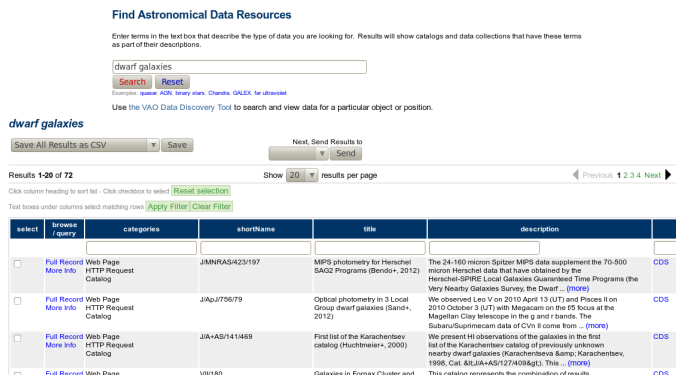 Find Astronomical Data Resources
Enter terms in the text box that describe the type of data you are looking for. Results will show catalogs and data collections that have these terms
as part of their descriptions.
dwarf galaxies
Search Reset
Examples: quasar, AGN, binary stars, Chandra, GALEX, far ultraviolet
Use the VAO Data Discovery Tool to search and view data for a particular object or position.
dwarf galaxies
Save All Results as CSV Save
Next, Send Results to
Send
Results 1-20 of 72 Show 20 results per page Previous 1 2 3 4 Next
Click column heading to sort list - Click checkbox to select Reset selection
Text boxes under columns select matching rows Apply Filter Clear Filter
select browse / query categories shortName title description
Full Record Web Page J/MNRAS/423/197 MIPS photometry for Herschel The 24-160 micron Spitzer MIPS data supplement the 70-500 CDS
More Info HTTP Request SAG2 Programs (Bendo+, 2012) micron Herschel data that have obtained by the
Catalog Herschel-SPIRE Local Galaxies Guaranteed Time Programs (the
Very Nearby Galaxies Survey, the Dwarf ... (more)
Full Record Web Page J/ApJ/756/79 Optical photometry in 3 Local We observed Leo V on 2010 April 13 (UT) and Pisces II on CDS
More Info HTTP Request Group dwarf galaxies (Sand+, 2010 October 3 (UT) with Megacam on the f/5 focus at the
Catalog 2012) Magellan Clay telescope in the g and r bands. The
Subaru/Suprimecam data of CVn II come from ... (more)
Full Record Web Page J/A+AS/141/469 First list of the Karachentsev We present HI observations of the galaxies in the first CDS
More Info HTTP Request catalog (Huchtmeier+, 2000) list of the Karachentsev catalog of previously unknown
Catalog nearby dwarf galaxies (Karachentseva &amp; Karachentsev,
1998, Cat. &lt;J/A+AS/127/409&gt;). This ... (more)
Full Record Web Page VII/180 Galaxies in Fornax Cluster and This catalog represents the combination of results CDS